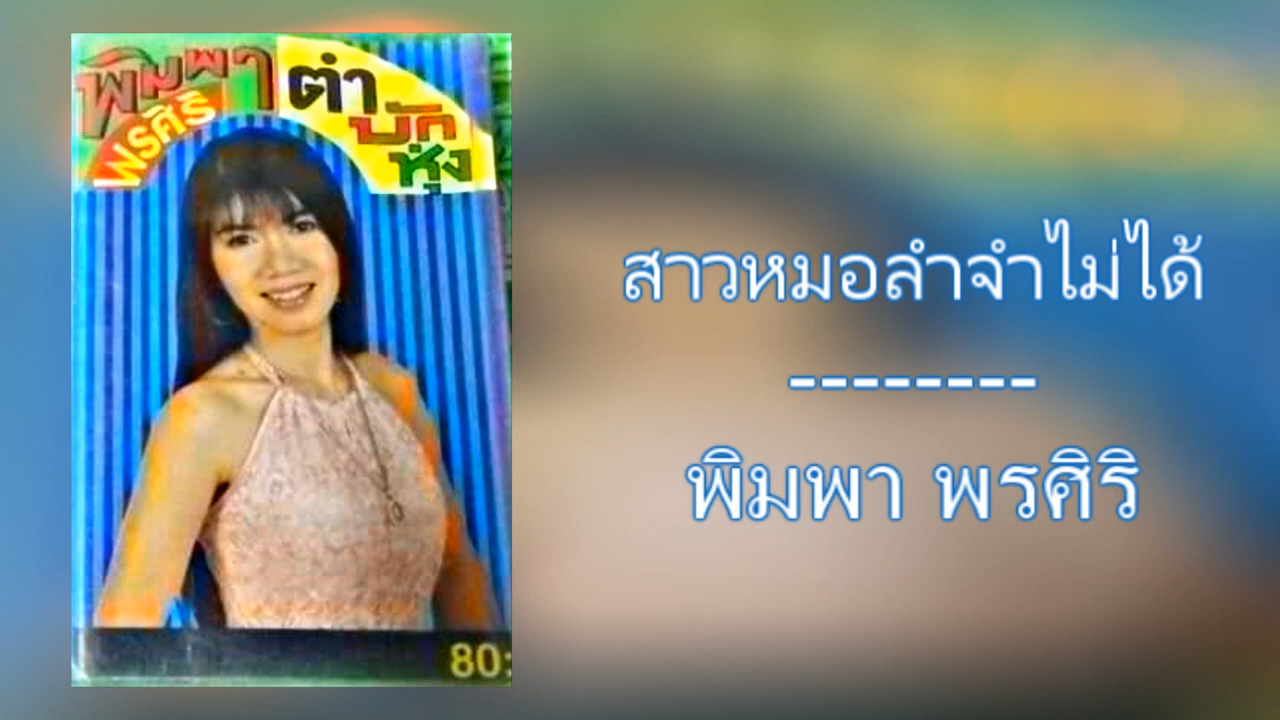 พิมพา
พรศิริ
ตำ
บัก
หุ่ง
80:
สาวหมอลำจำไม่ได้
--------
พิมพา พรศิริ